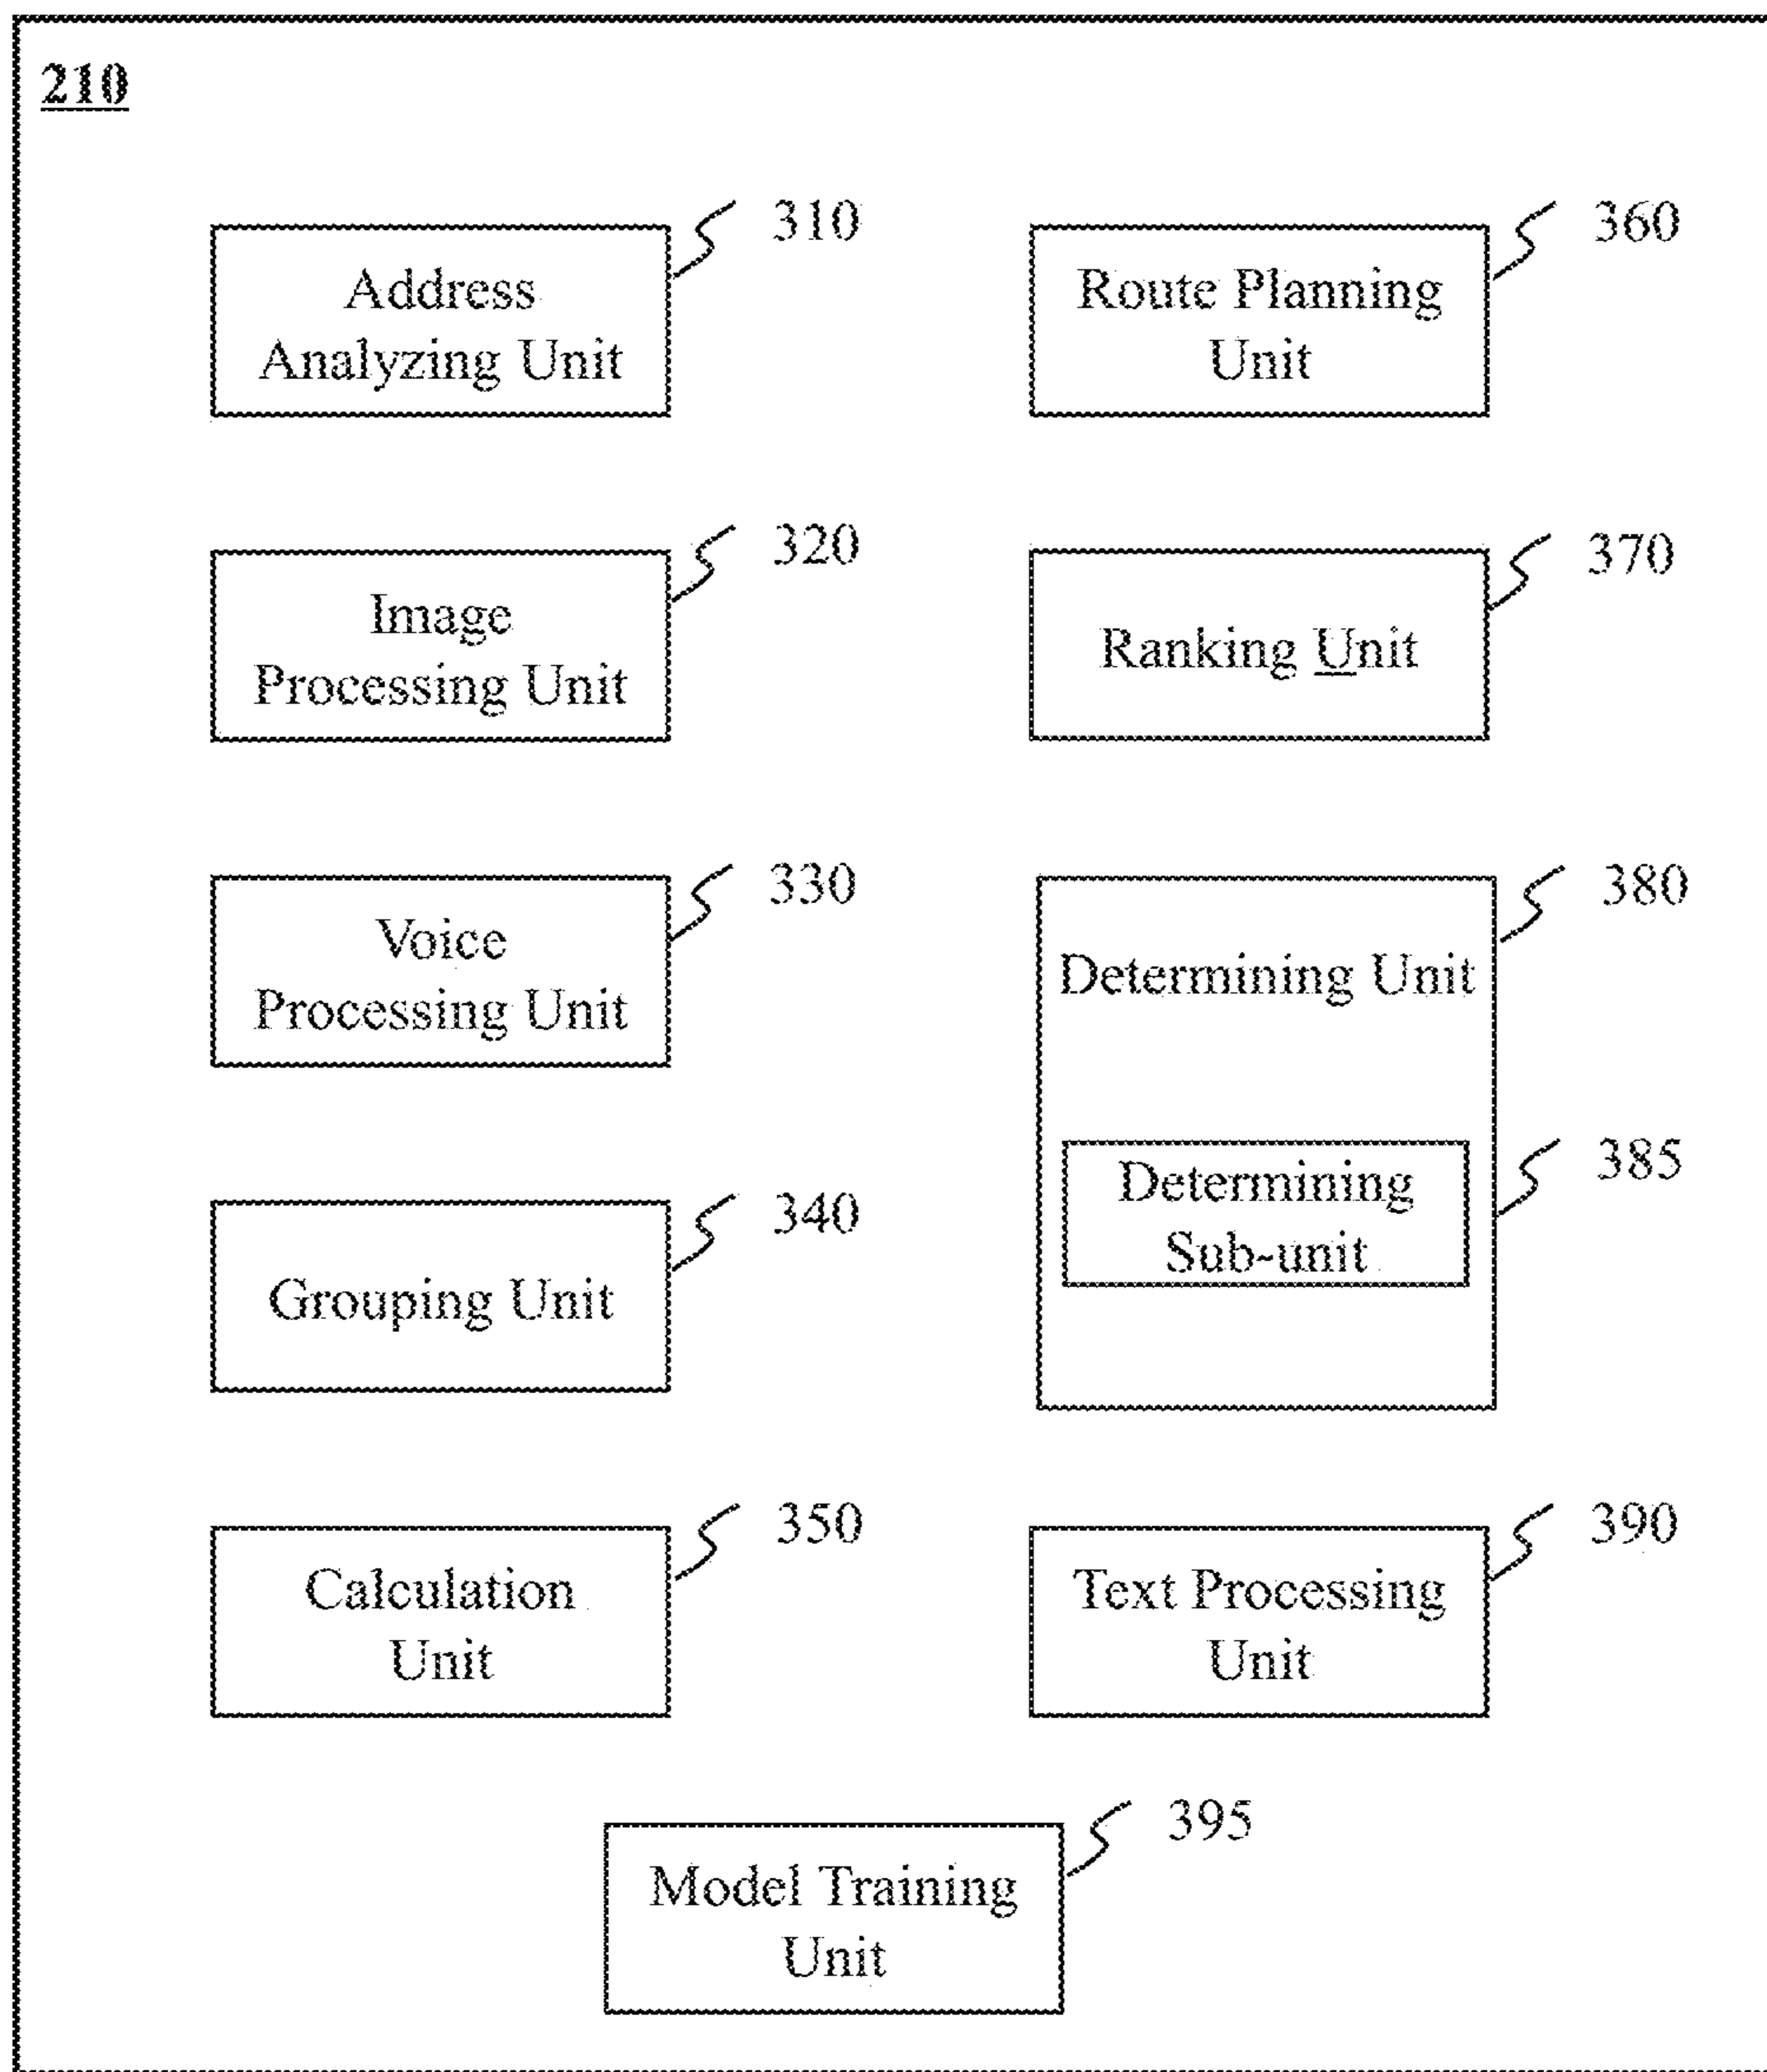 210
310
Address
Analyzing Unit
360
Route Planning
Unit
320
Image
Processing Unit
370
Ranking Unit
330
Voice
Processing Unit
380
Determining Unit
385
Determining
Sub-unit
340
Grouping Unit
350
Calculation
Unit
390
Text Processing
Unit
395
Model Training
Unit